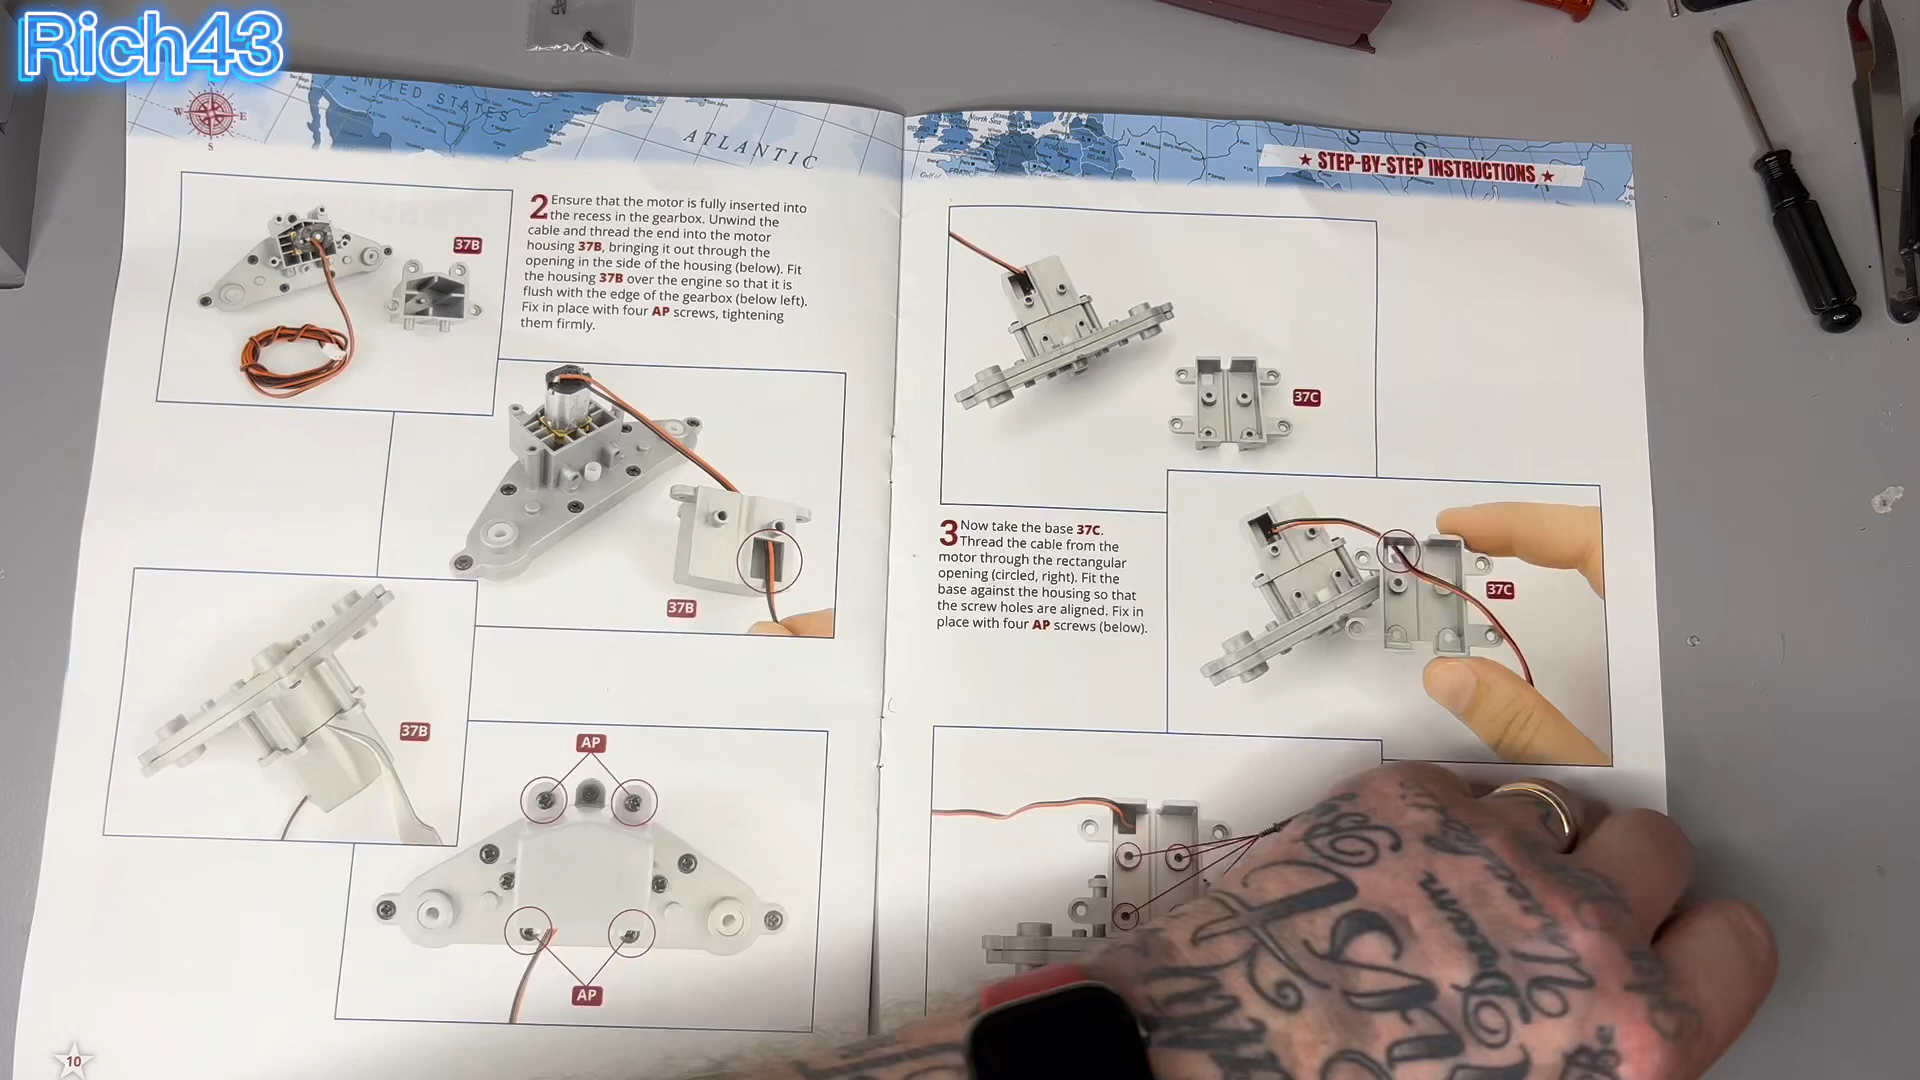 Rich43
UNITED STATES
ATLANTIC
N
W
E
S
North Sea
POLAND
★ STEP-BY-STEP INSTRUCTIONS ★
37B
2 Ensure that the motor is fully inserted into
the recess in the gearbox. Unwind the
cable and thread the end into the motor
housing 37B, bringing it out through the
opening in the side of the housing (below). Fit
the housing 37B over the engine so that it is
flush with the edge of the gearbox (below left).
Fix in place with four AP screws, tightening
them firmly.
37B
37B
AP
AP
10
37C
3 Now take the base 37C.
Thread the cable from the
motor through the rectangular
opening (circled, right). Fit the
base against the housing so that
the screw holes are aligned. Fix in
place with four AP screws (below).
37C